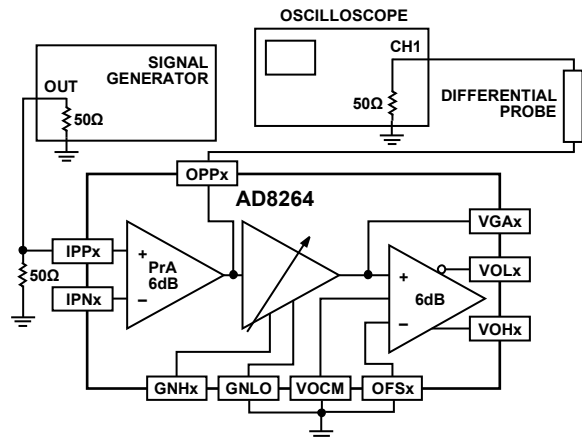 OSCILLOSCOPE
SIGNAL
GENERATOR
OUT
50Ω
CH1
50Ω
DIFFERENTIAL
PROBE
OPPx
AD8264
IPPx
50Ω
IPNx
+
PrA
6dB
–
+
6dB
–
VGAx
VOLx
VOHx
GNHx
GNLO
VOCM
OFSx